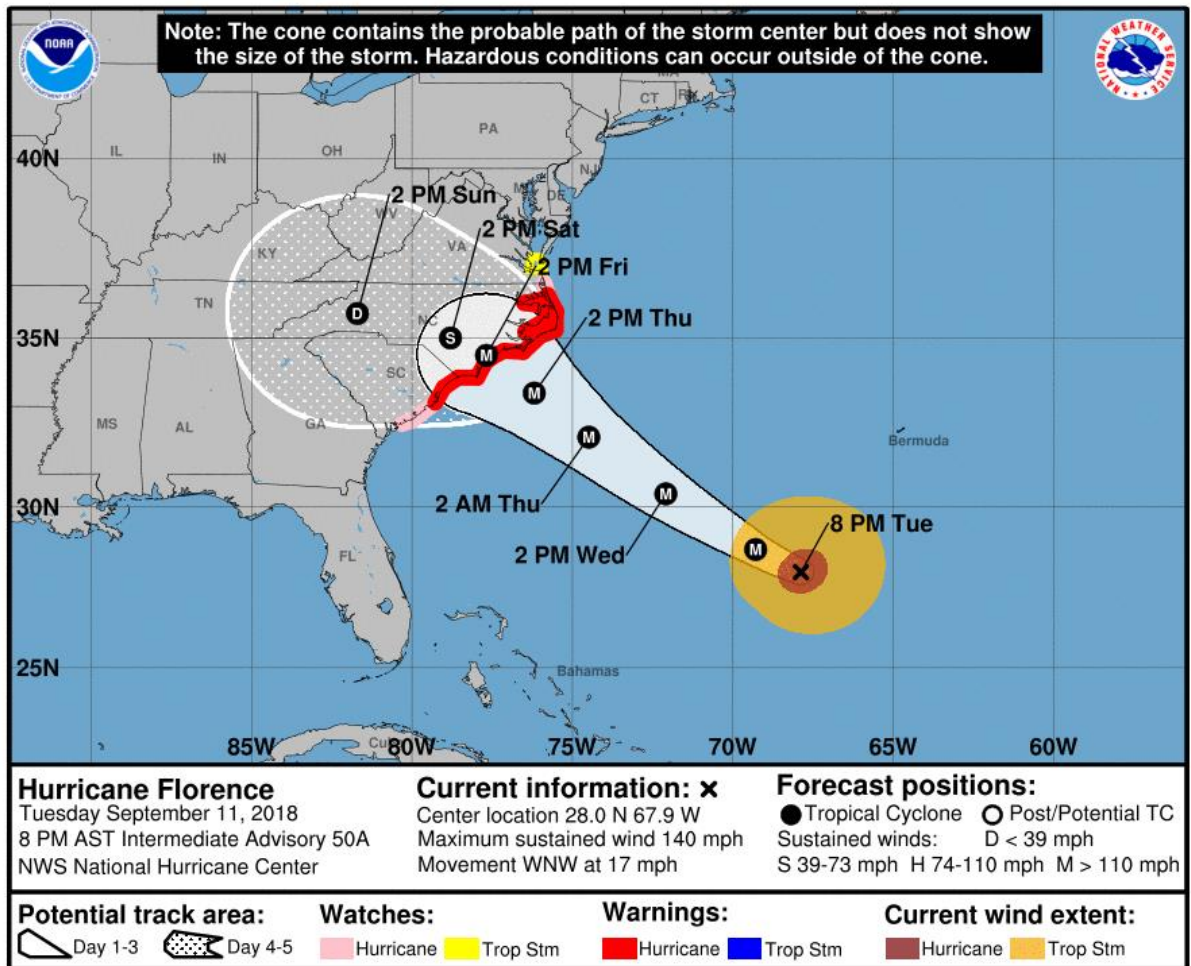 Note: The cone contains the probable path of the storm center but does not show
the size of the storm. Hazardous conditions can occur outside of the cone.
NOAA
NATIONAL WEATHER SERVICE
MA
CT
RI
PA
IL
IN
OH
NJ
40N
MD
DE
2 PM Sun
WV
2 PM Sat
VA
KY
2 PM Fri
TN
D
2 PM Thu
35N
NC
S
M
SC
M
MS
AL
GA
M
Bermuda
2 AM Thu
M
30N
8 PM Tue
2 PM Wed
M
FL
25N
Bahamas
85W
Cuba
80W
75W
70W
65W
60W
Hurricane Florence
Tuesday September 11, 2018
8 PM AST Intermediate Advisory 50A
NWS National Hurricane Center
Current information: ×
Center location 28.0 N 67.9 W
Maximum sustained wind 140 mph
Movement WNW at 17 mph
Forecast positions:
Tropical Cyclone Post/Potential TC
Sustained winds: D < 39 mph
S 39-73 mph H 74-110 mph M > 110 mph
Potential track area:
Day 1-3 Day 4-5
Watches:
Hurricane Trop Stm
Warnings:
Hurricane Trop Stm
Current wind extent:
Hurricane Trop Stm